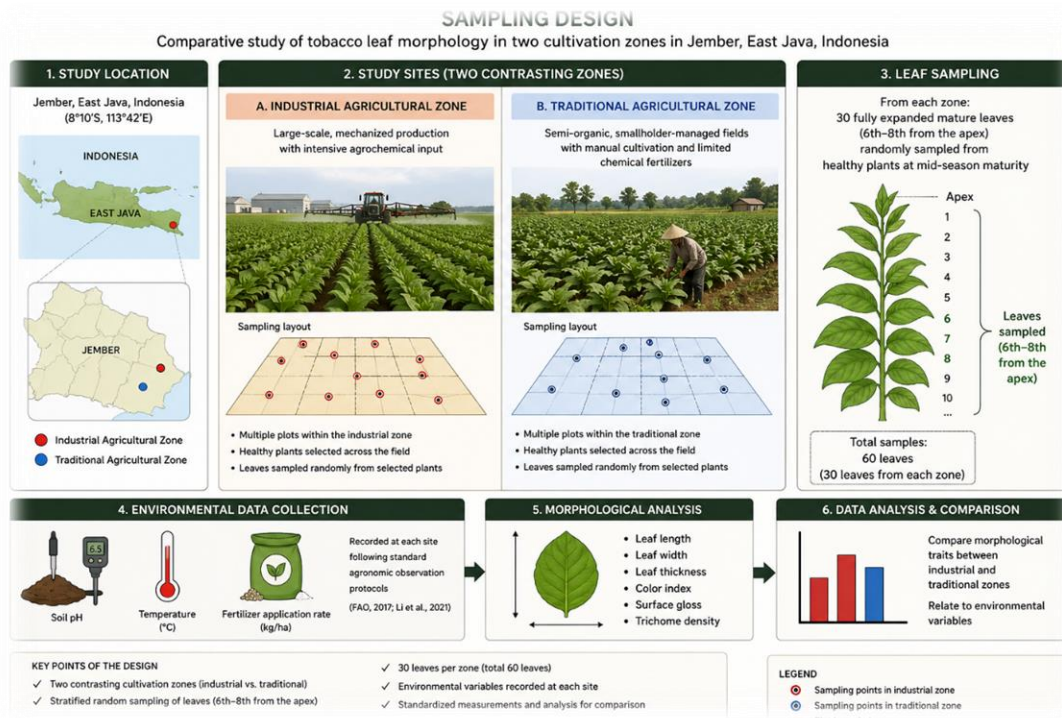 SAMPLING DESIGN
Comparative study of tobacco leaf morphology in two cultivation zones in Jember, East Java, Indonesia
1. STUDY LOCATION
Jember, East Java, Indonesia
(8°10'S, 113°42'E)
INDONESIA
EAST JAVA
JEMBER
Industrial Agricultural Zone
Traditional Agricultural Zone
2. STUDY SITES (TWO CONTRASTING ZONES)
A. INDUSTRIAL AGRICULTURAL ZONE
Large-scale, mechanized production
with intensive agrochemical input
Sampling layout
• Multiple plots within the industrial zone
• Healthy plants selected across the field
• Leaves sampled randomly from selected plants
B. TRADITIONAL AGRICULTURAL ZONE
Semi-organic, smallholder-managed fields
with manual cultivation and limited
chemical fertilizers
Sampling layout
• Multiple plots within the traditional zone
• Healthy plants selected across the field
• Leaves sampled randomly from selected plants
3. LEAF SAMPLING
From each zone:
30 fully expanded mature leaves
(6th–8th from the apex)
randomly sampled from
healthy plants at mid-season maturity
Apex
1
2
3
4
5
6
7
8
9
10
...
Leaves
sampled
(6th–8th
from the
apex)
Total samples:
60 leaves
(30 leaves from each zone)
4. ENVIRONMENTAL DATA COLLECTION
6.5
Soil pH
Temperature
(°C)
Fertilizer application rate
(kg/ha)
Recorded at each site
following standard
agronomic observation
protocols
(FAO, 2017; Li et al., 2021)
5. MORPHOLOGICAL ANALYSIS
• Leaf length
• Leaf width
• Leaf thickness
• Color index
• Surface gloss
• Trichome density
6. DATA ANALYSIS & COMPARISON
Compare morphological
traits between
industrial and
traditional zones
Relate to environmental
variables
KEY POINTS OF THE DESIGN
✓ Two contrasting cultivation zones (industrial vs. traditional)
✓ Stratified random sampling of leaves (6th–8th from the apex)
✓ 30 leaves per zone (total 60 leaves)
✓ Environmental variables recorded at each site
✓ Standardized measurements and analysis for comparison
LEGEND
Sampling points in industrial zone
Sampling points in traditional zone